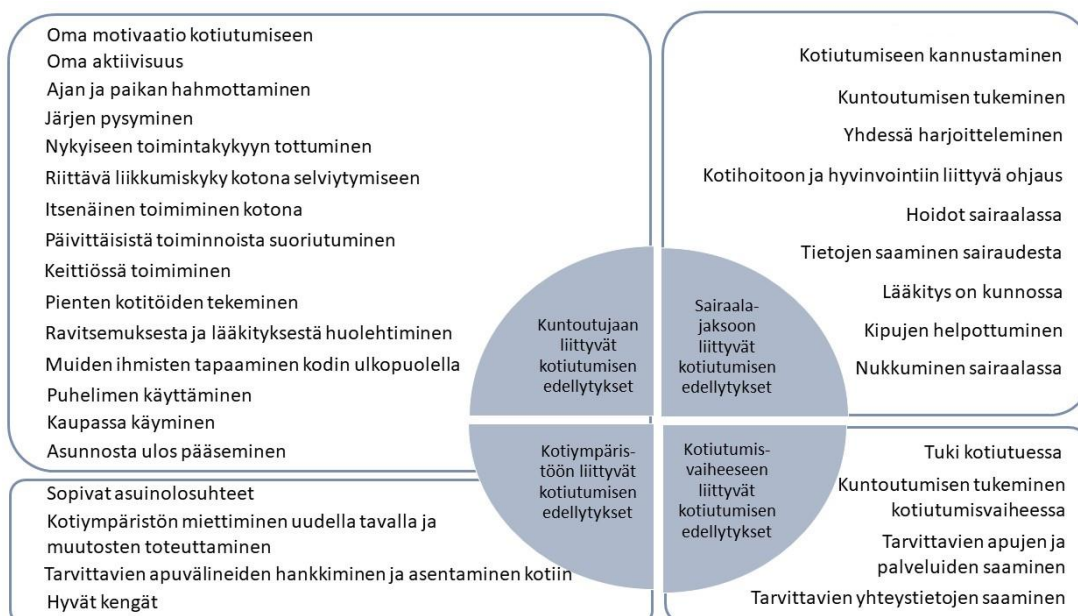 Oma motivaatio kotiutumiseen
Oma aktiivisuus
Ajan ja paikan hahmottaminen
Järjen pysyminen
Nykyiseen toimintakykyyn tottuminen
Riittävä liikkumiskyky kotona selviytymiseen
Itsenäinen toimiminen kotona
Päivittäisistä toiminnoista suoriutuminen
Keittiössä toimiminen
Pienten kotitöiden tekeminen
Ravitsemuksesta ja lääkityksestä huolehtiminen
Muiden ihmisten tapaaminen kodin ulkopuolella
Puhelimen käyttäminen
Kaupassa käyminen
Asunnosta ulos pääseminen
Kuntoutujaan
liittyvät
kotiutumisen
edellytykset
Kotiutumiseen kannustaminen
Kuntoutumisen tukeminen
Yhdessä harjoitteleminen
Kotihoitoon ja hyvinvointiin liittyvä ohjaus
Hoidot sairaalassa
Tietojen saaminen sairaudesta
Lääkitys on kunnossa
Kipujen helpottuminen
Nukkuminen sairaalassa
Sairaala-
jaksoon
liittyvät
kotiutumisen
edellytykset
Sopivat asuinolosuhteet
Kotiympäristön miettiminen uudella tavalla ja
muutosten toteuttaminen
Tarvittavien apuvälineiden hankkiminen ja asentaminen kotiin
Hyvät kengät
Kotiympäris-
töön liittyvät
kotiutumisen
edellytykset
Kotiutumis-
vaiheeseen
liittyvät
kotiutumisen
edellytykset
Tuki kotiutuessa
Kuntoutumisen tukeminen
kotiutumisvaiheessa
Tarvittavien apujen ja
palveluiden saaminen
Tarvittavien yhteystietojen saaminen